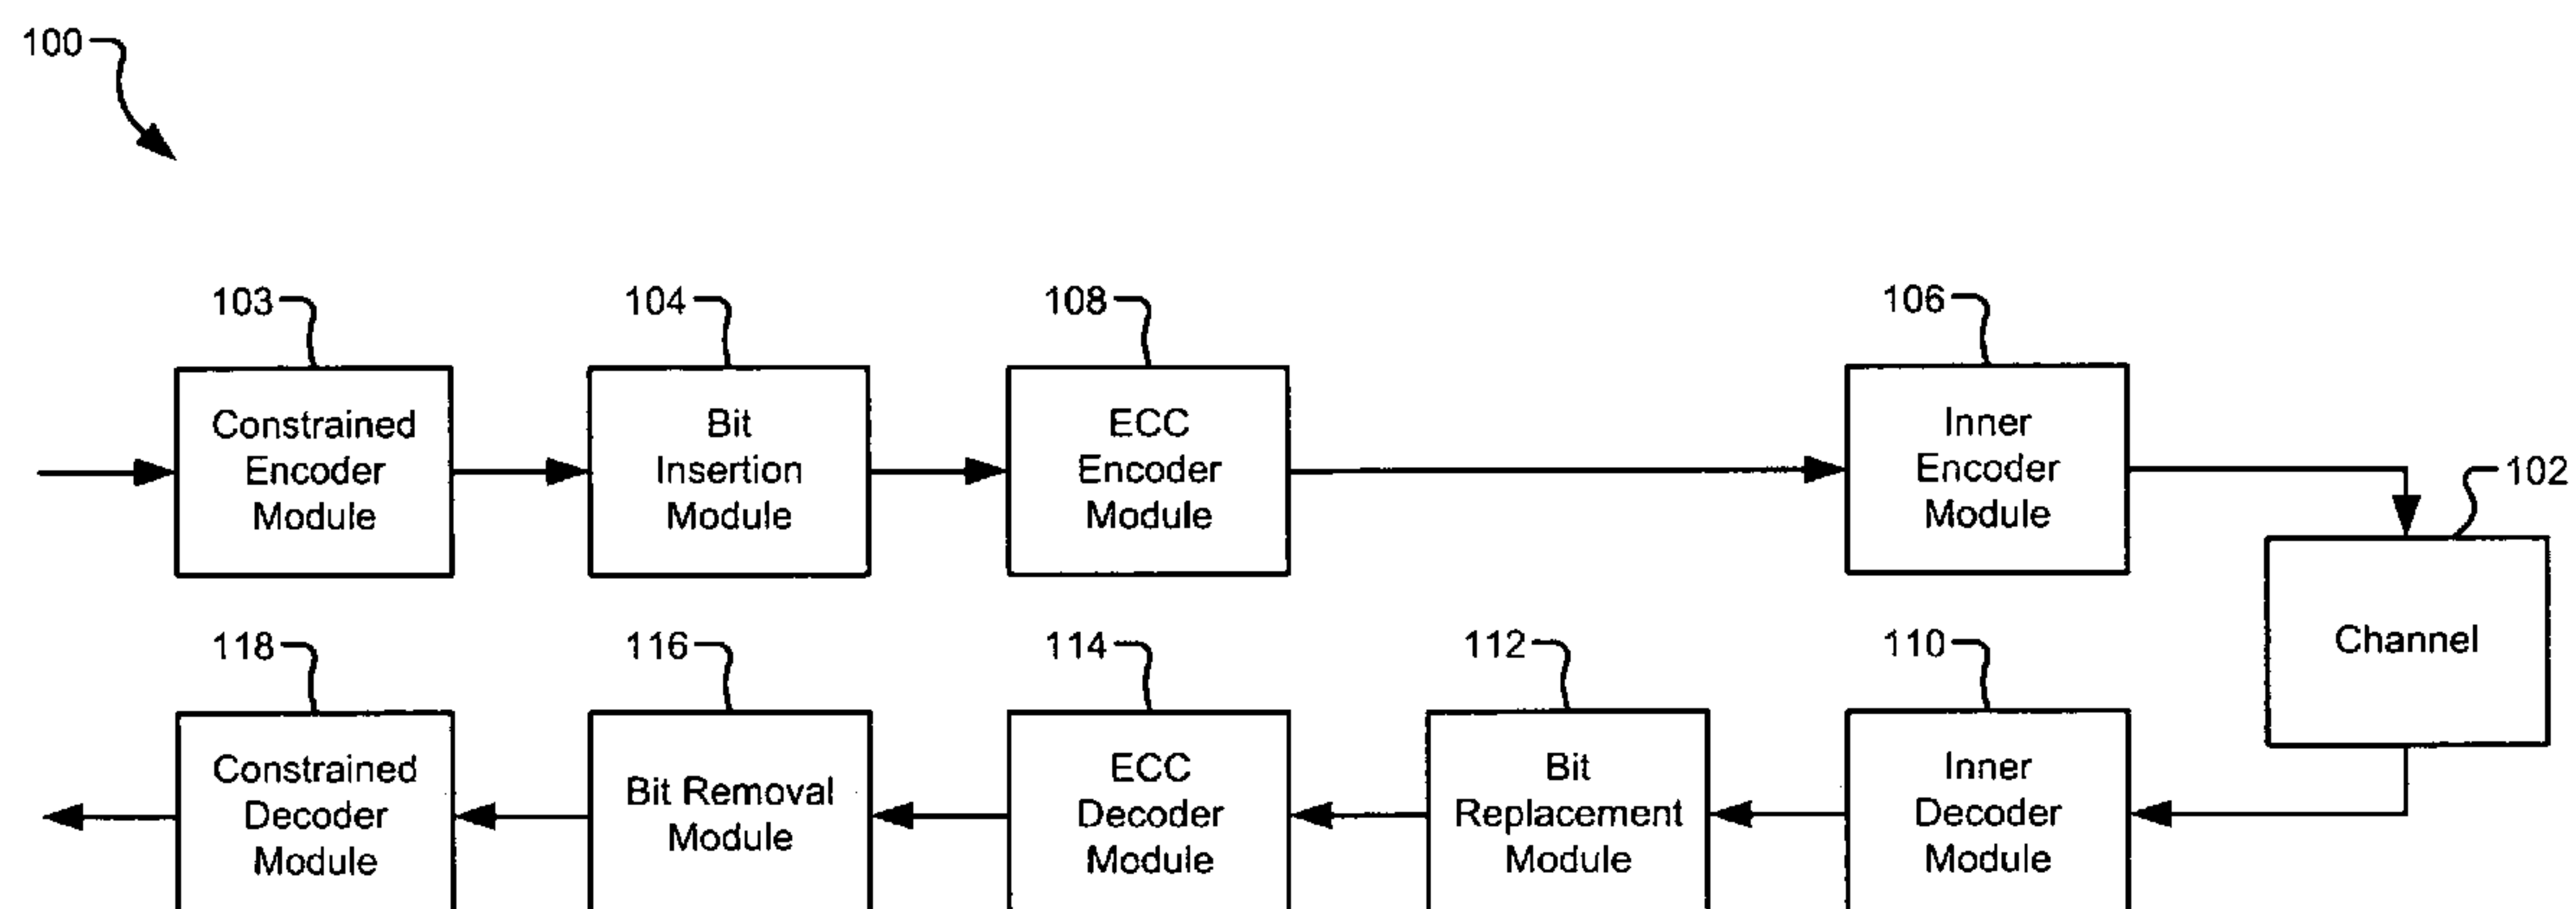 100
103
104
108
106
Constrained
Encoder
Module
Bit
Insertion
Module
ECC
Encoder
Module
Inner
Encoder
Module
102
Channel
118
116
114
112
110
Constrained
Decoder
Module
Bit Removal
Module
ECC
Decoder
Module
Bit
Replacement
Module
Inner
Decoder
Module